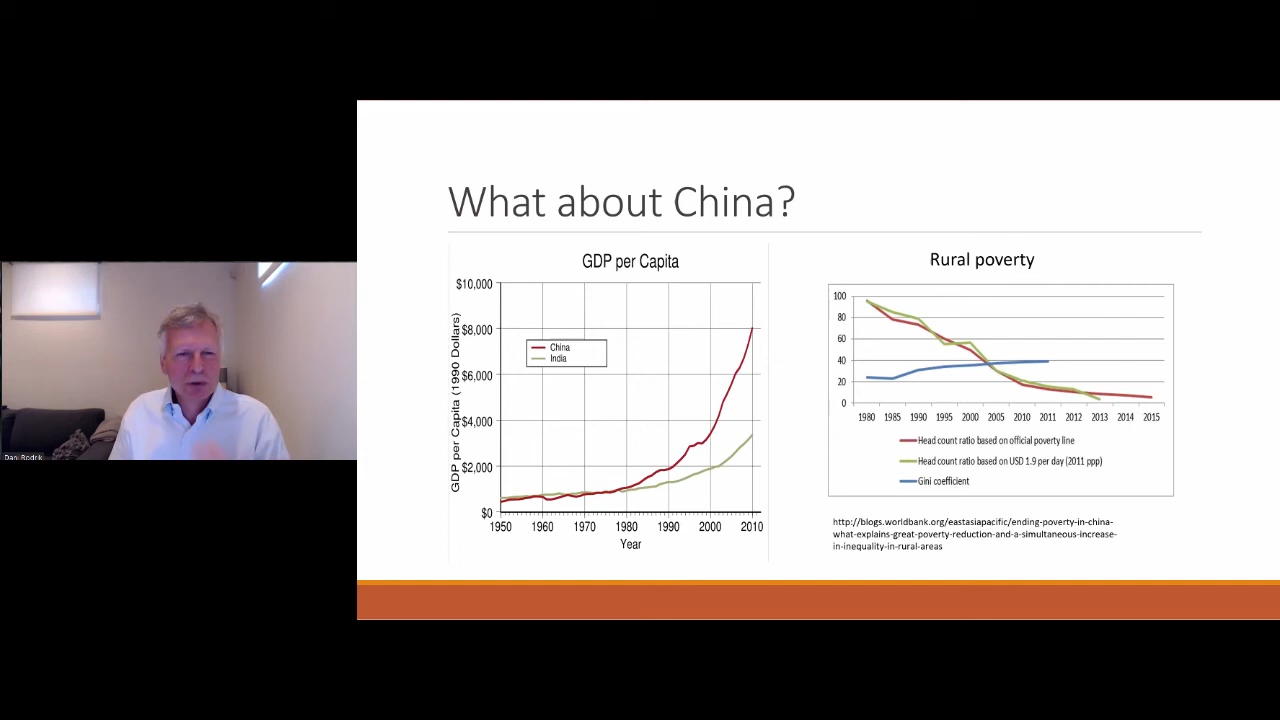 What about China?
GDP per Capita
$10,000
$8,000
$6,000
$4,000
$2,000
$0
GDP per Capita (1990 Dollars)
China
India
1950 1960 1970 1980 1990 2000 2010
Year
Rural poverty
100
80
60
40
20
0
1980 1985 1990 1995 2000 2005 2010 2011 2012 2013 2014 2015
Head count ratio based on official poverty line
Head count ratio based on USD 1.9 per day (2011 ppp)
Gini coefficient
http://blogs.worldbank.org/eastasiapacific/ending-poverty-in-china-
what-explains-great-poverty-reduction-and-a-simultaneous-increase-
in-inequality-in-rural-areas
Dani Rodrik